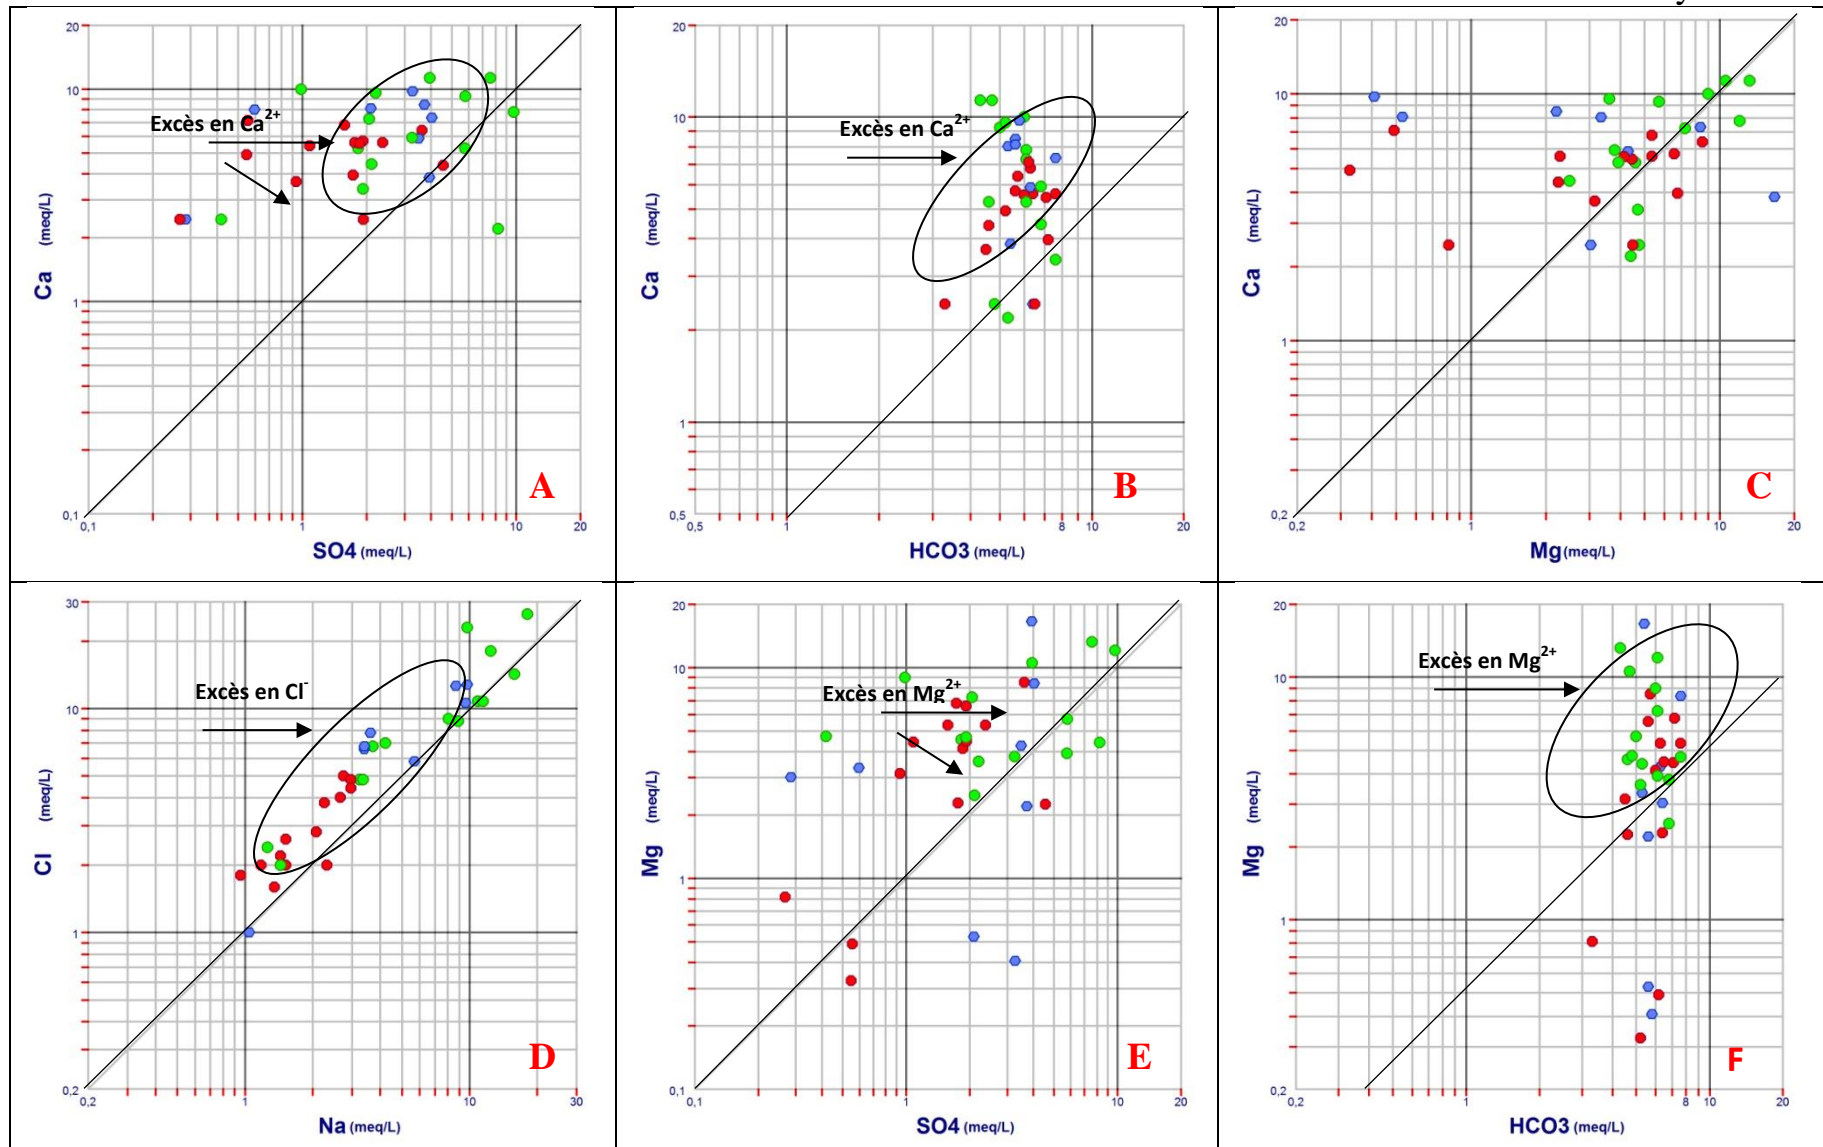 20
10
Excès en Ca2+
1
0,1
Ca (meq/L)
0,1
1
10
20
SO4 (meq/L)
A
20
10
Excès en Ca2+
1
0,5
Ca (meq/L)
0,5
1
8
10
20
HCO3 (meq/L)
B
20
10
1
0,2
Ca (meq/L)
0,2
1
10
20
Mg (meq/L)
C
30
10
Excès en Cl-
1
0,2
Cl (meq/L)
0,2
1
10
30
Na (meq/L)
D
20
10
Excès en Mg2+
1
0,1
Mg (meq/L)
0,1
1
10
20
SO4 (meq/L)
E
20
10
Excès en Mg2+
1
0,2
Mg (meq/L)
0,2
1
8
10
20
HCO3 (meq/L)
F